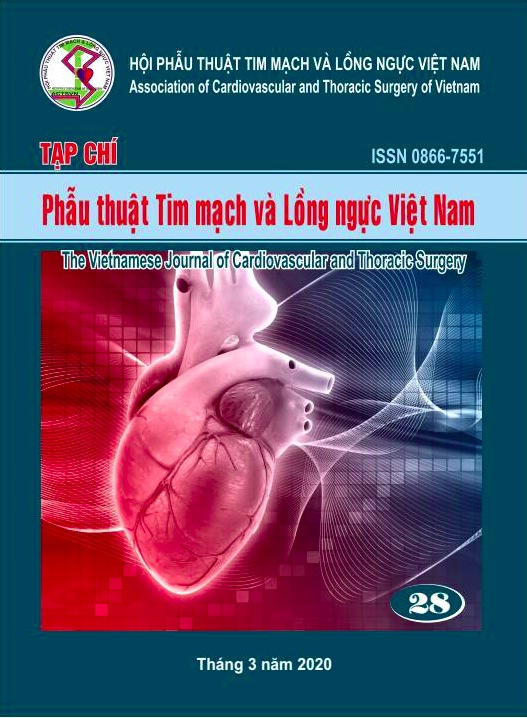 HỘI PHẪU THUẬT TIM MẠCH VÀ LỒNG NGỰC VIỆT NAM
Association of Cardiovascular and Thoracic Surgery of Vietnam
TẠP CHÍ
ISSN 0866-7551
Phẫu thuật Tim mạch và Lồng ngực Việt Nam
The Vietnamese Journal of Cardiovascular and Thoracic Surgery
28
Tháng 3 năm 2020